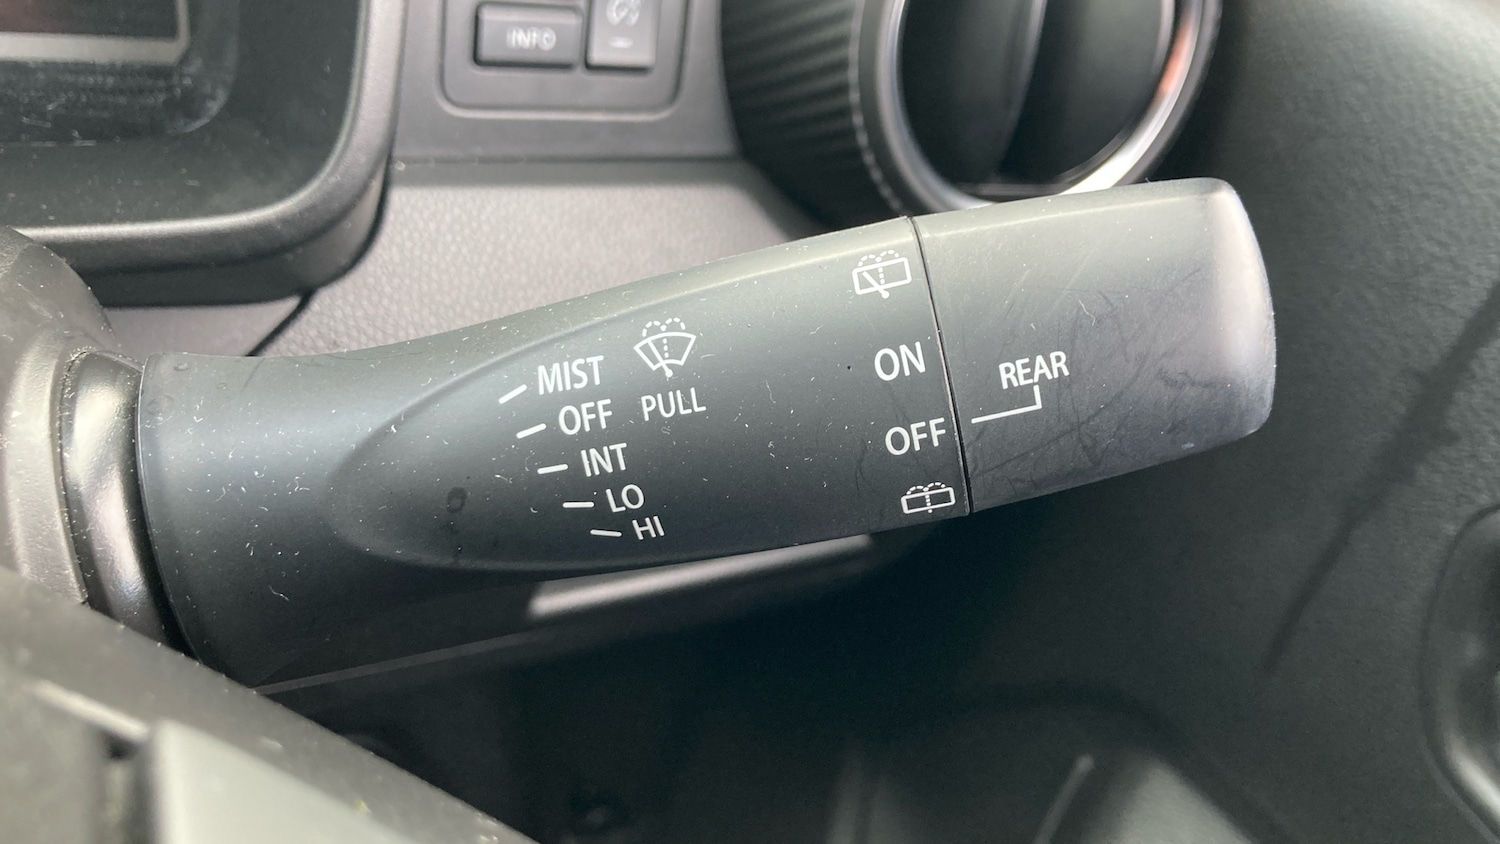 INFO
MIST
OFF
PULL
INT
LO
HI
ON
OFF
REAR